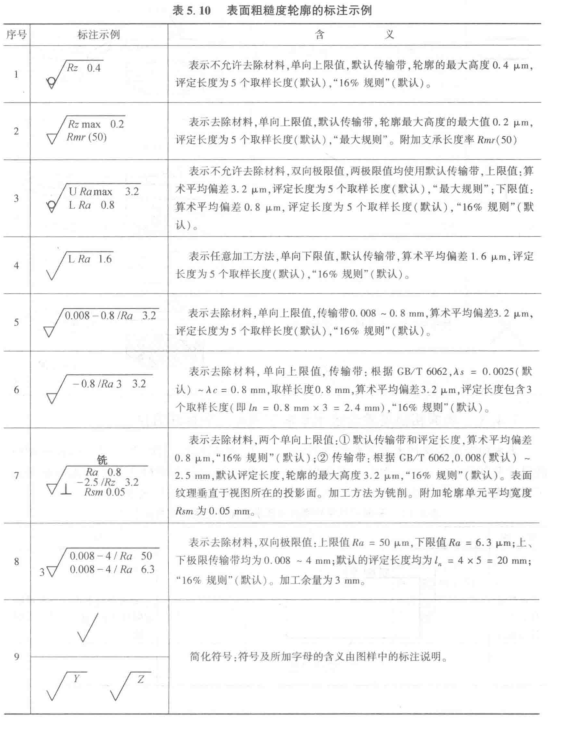 表 5.10 表面粗糙度轮廓的标注示例
序号 标注示例 含 义
1 Rz 0.4
表示不允许去除材料,单向上限值,默认传输带,轮廓的最大高度 0.4 μm,
评定长度为 5 个取样长度(默认),“16% 规则”(默认)。
2 Rz max 0.2
Rmr (50)
表示去除材料,单向上限值,默认传输带,轮廓最大高度的最大值 0.2 μm,
评定长度为 5 个取样长度(默认),“最大规则”。附加支承长度率 Rmr(50)
3 U Ra max 3.2
L Ra 0.8
表示不允许去除材料,双向极限值,两极限值均使用默认传输带,上限值:算
术平均偏差 3.2 μm,评定长度为 5 个取样长度(默认),“最大规则”;下限值:
算术平均偏差 0.8 μm,评定长度为 5 个取样长度(默认),“16% 规则”(默
认)。
4 L Ra 1.6
表示任意加工方法,单向下限值,默认传输带,算术平均偏差 1.6 μm,评定
长度为 5 个取样长度(默认),“16% 规则”(默认)。
5 0.008-0.8 /Ra 3.2
表示去除材料,单向上限值,传输带 0.008 ~ 0.8 mm,算术平均偏差3.2 μm,
评定长度为 5 个取样长度(默认),“16% 规则”(默认)。
6 -0.8 /Ra 3 3.2
表示去除材料,单向上限值,传输带:根据 GB/T 6062,λs = 0.0025(默
认) ~ λc = 0.8 mm,取样长度0.8 mm,算术平均偏差3.2 μm,评定长度包含3
个取样长度(即 ln = 0.8 mm × 3 = 2.4 mm),“16% 规则”(默认)。
7 铣
Ra 0.8
-2.5 /Rz 3.2
⊥ Rsm 0.05
表示去除材料,两个单向上限值:① 默认传输带和评定长度,算术平均偏差
0.8 μm,“16% 规则”(默认);② 传输带:根据 GB/T 6062,0.008(默认) ~
2.5 mm,默认评定长度,轮廓的最大高度 3.2 μm,“16% 规则”(默认)。表面
纹理垂直于视图所在的投影面。加工方法为铣削。附加轮廓单元平均宽度
Rsm 为 0.05 mm。
8 0.008-4 / Ra 50
3 0.008-4 / Ra 6.3
表示去除材料,双向极限值:上限值 Ra = 50 μm,下限值 Ra = 6.3 μm;上、
下极限传输带均为 0.008 ~ 4 mm;默认的评定长度均为 ln = 4 × 5 = 20 mm;
“16% 规则”(默认)。加工余量为 3 mm。
9
Y Z
简化符号:符号及所加字母的含义由图样中的标注说明。